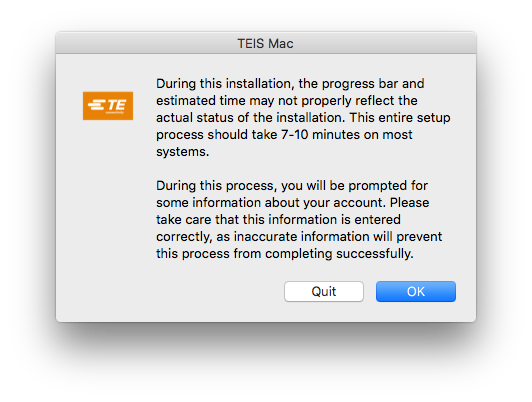 TEIS Mac
TE
During this installation, the progress bar and
estimated time may not properly reflect the
actual status of the installation. This entire setup
process should take 7-10 minutes on most
systems.
During this process, you will be prompted for
some information about your account. Please
take care that this information is entered
correctly, as inaccurate information will prevent
this process from completing successfully.
Quit
OK